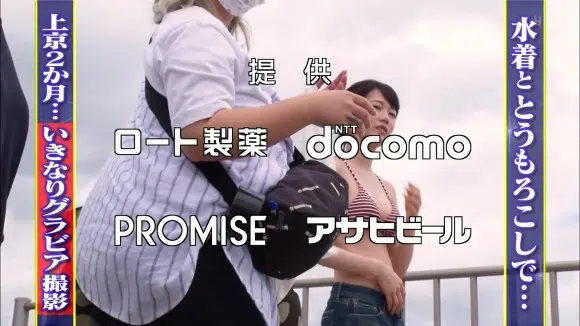 水着ととうもろこしで…
上京2か月…いきなりグラビア撮影
提供
ロート製薬
NTT
docomo
PROMISE
アサヒビール